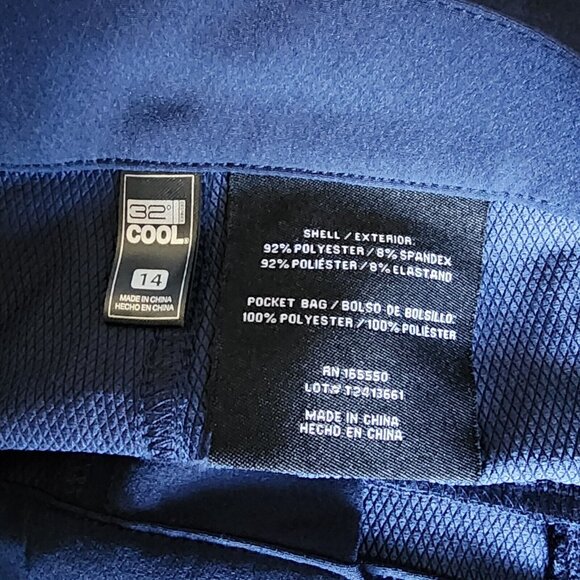 32°
COOL
14
MADE IN CHINA
HECHO EN CHINA
SHELL / EXTERIOR:
92% POLYESTER / 8% SPANDEX
92% POLIÉSTER / 8% ELASTANO
POCKET BAG / BOLSO DE BOLSILLO:
100% POLYESTER / 100% POLIÉSTER
RN 165550
LOT# T2413661
MADE IN CHINA
HECHO EN CHINA